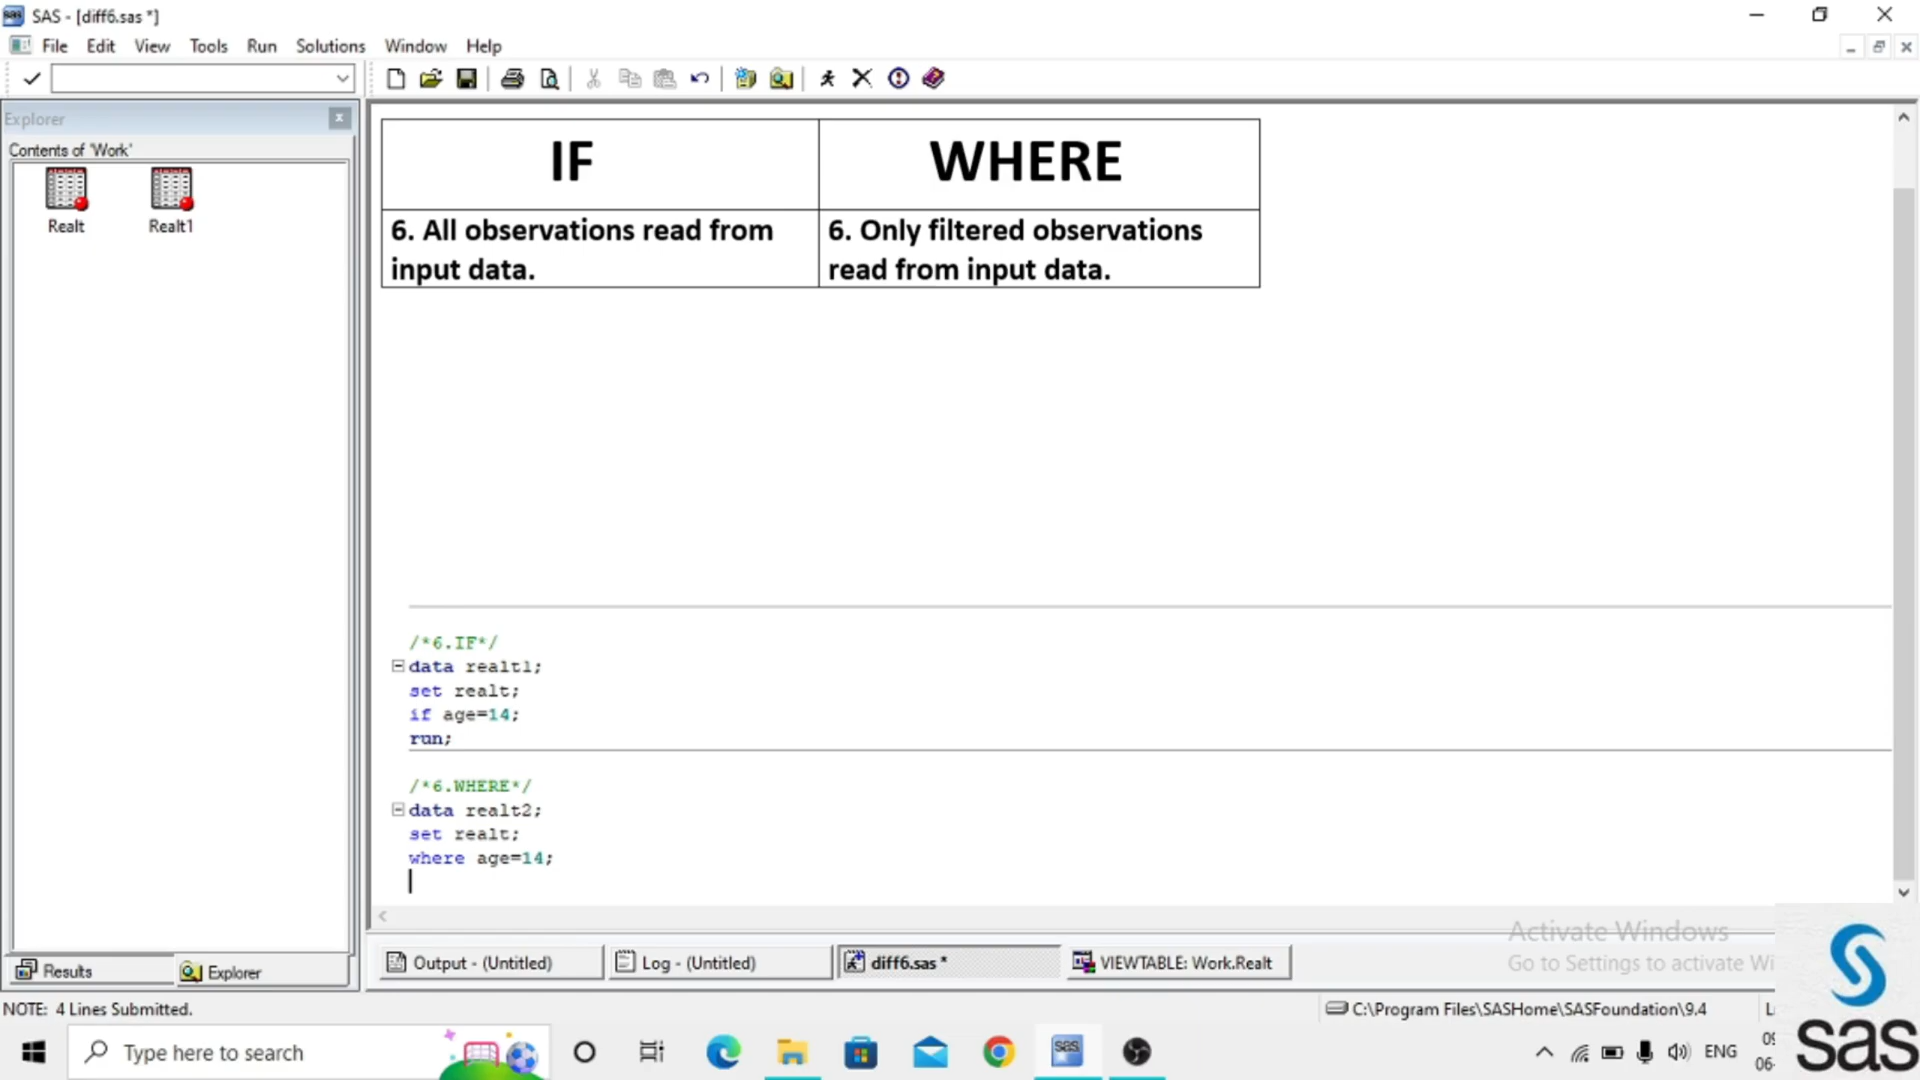 SAS - [diff6.sas *]
File Edit View Tools Run Solutions Window Help
Explorer
Contents of 'Work'
Realt Realt1
IF WHERE
6. All observations read from
input data.
6. Only filtered observations
read from input data.
/*6.IF*/
data realt1;
set realt;
if age=14;
run;
/*6.WHERE*/
data realt2;
set realt;
where age=14;
Results Explorer
Output - (Untitled) Log - (Untitled) diff6.sas * VIEWTABLE: Work.Realt
Activate Windows
Go to Settings to activate Wi
NOTE: 4 Lines Submitted.
C:\Program Files\SASHome\SASFoundation\9.4
Type here to search
ENG
06-
sas